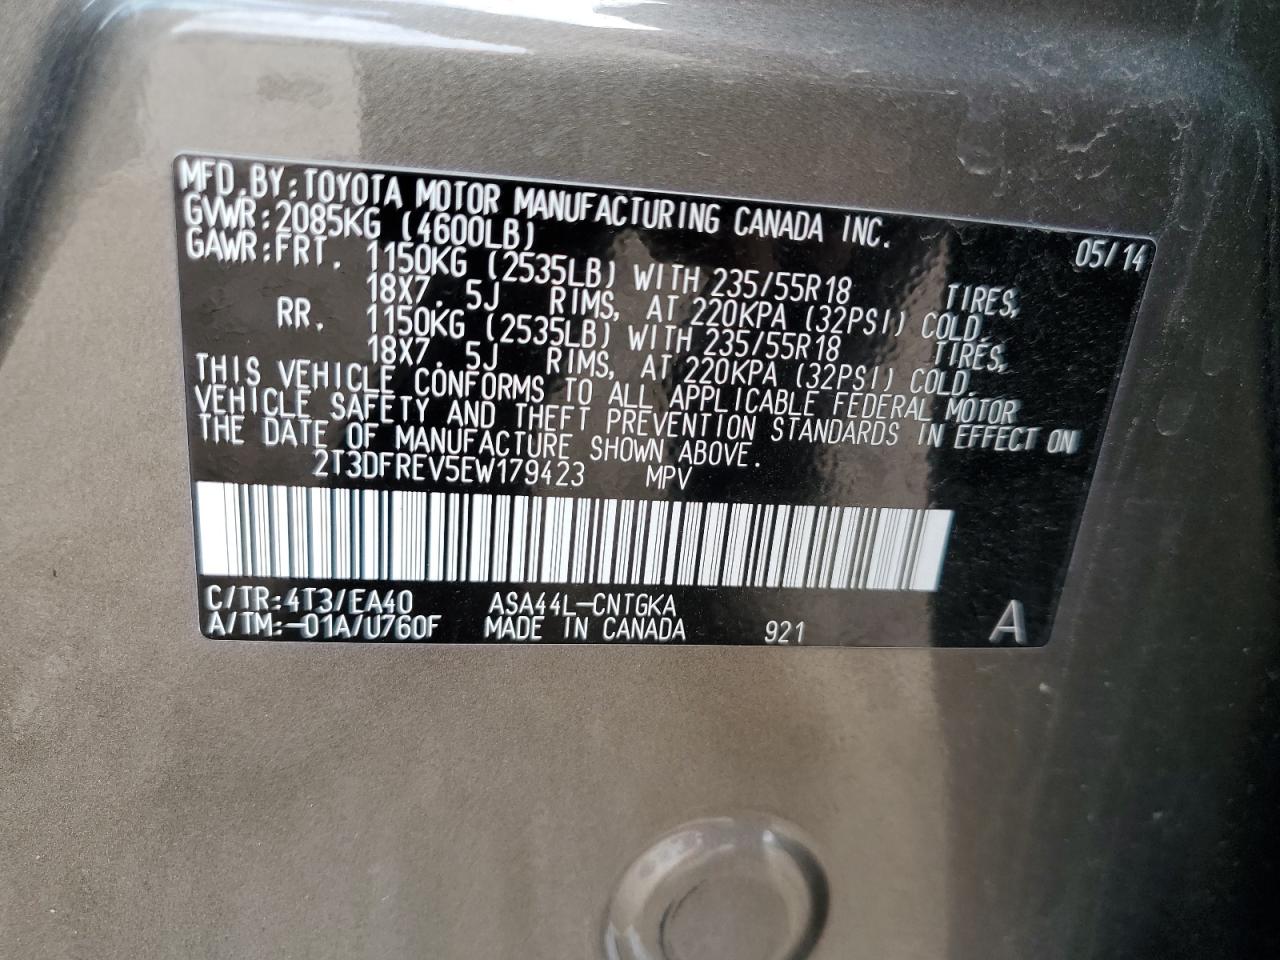 MFD.BY:TOYOTA MOTOR MANUFACTURING CANADA INC.
GVWR:2085KG (4600LB) 05/14
GAWR:FRT. 1150KG (2535LB) WITH 235/55R18 TIRES,
18X7.5J RIMS, AT 220KPA (32PSI) COLD.
RR. 1150KG (2535LB) WITH 235/55R18 TIRES,
18X7.5J RIMS, AT 220KPA (32PSI) COLD.
THIS VEHICLE CONFORMS TO ALL APPLICABLE FEDERAL MOTOR
VEHICLE SAFETY AND THEFT PREVENTION STANDARDS IN EFFECT ON
THE DATE OF MANUFACTURE SHOWN ABOVE.
2T3DFREV5EW179423 MPV
C/TR:4T3/EA40 ASA44L-CNTGKA
A/TM:-01A/U760F MADE IN CANADA 921 A